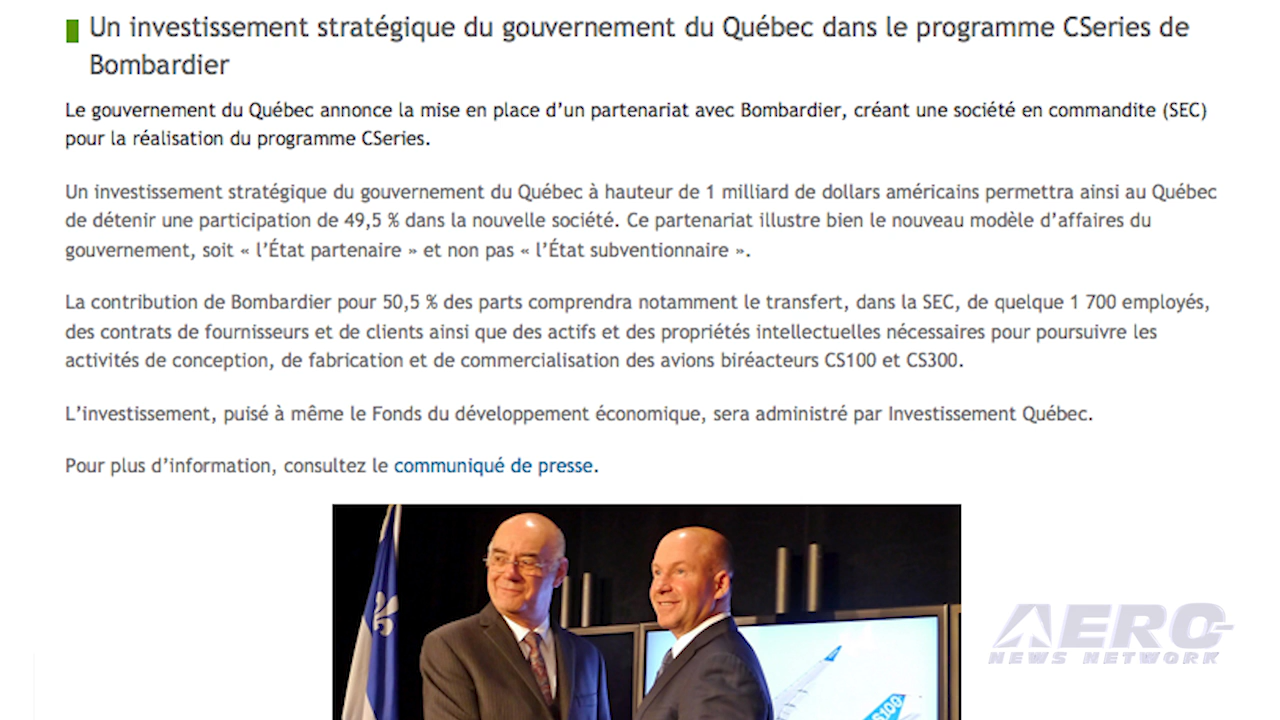 Un investissement stratégique du gouvernement du Québec dans le programme CSeries de
Bombardier
Le gouvernement du Québec annonce la mise en place d’un partenariat avec Bombardier, créant une société en commandite (SEC)
pour la réalisation du programme CSeries.
Un investissement stratégique du gouvernement du Québec à hauteur de 1 milliard de dollars américains permettra ainsi au Québec
de détenir une participation de 49,5 % dans la nouvelle société. Ce partenariat illustre bien le nouveau modèle d’affaires du
gouvernement, soit « l’État partenaire » et non pas « l’État subventionnaire ».
La contribution de Bombardier pour 50,5 % des parts comprendra notamment le transfert, dans la SEC, de quelque 1 700 employés,
des contrats de fournisseurs et de clients ainsi que des actifs et des propriétés intellectuelles nécessaires pour poursuivre les
activités de conception, de fabrication et de commercialisation des avions biréacteurs CS100 et CS300.
L’investissement, puisé à même le Fonds du développement économique, sera administré par Investissement Québec.
Pour plus d’information, consultez le communiqué de presse.
AERO
NEWS NETWORK
CS100